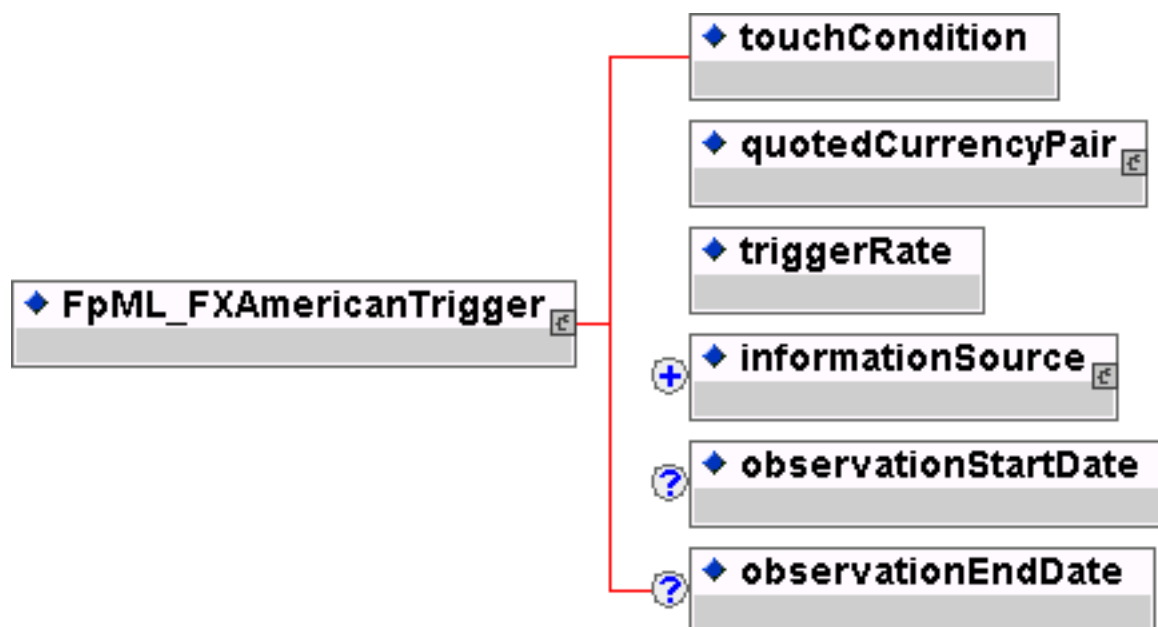 touchCondition
quotedCurrencyPair
triggerRate
FpML_FXAmericanTrigger
+ informationSource
? observationStartDate
? observationEndDate